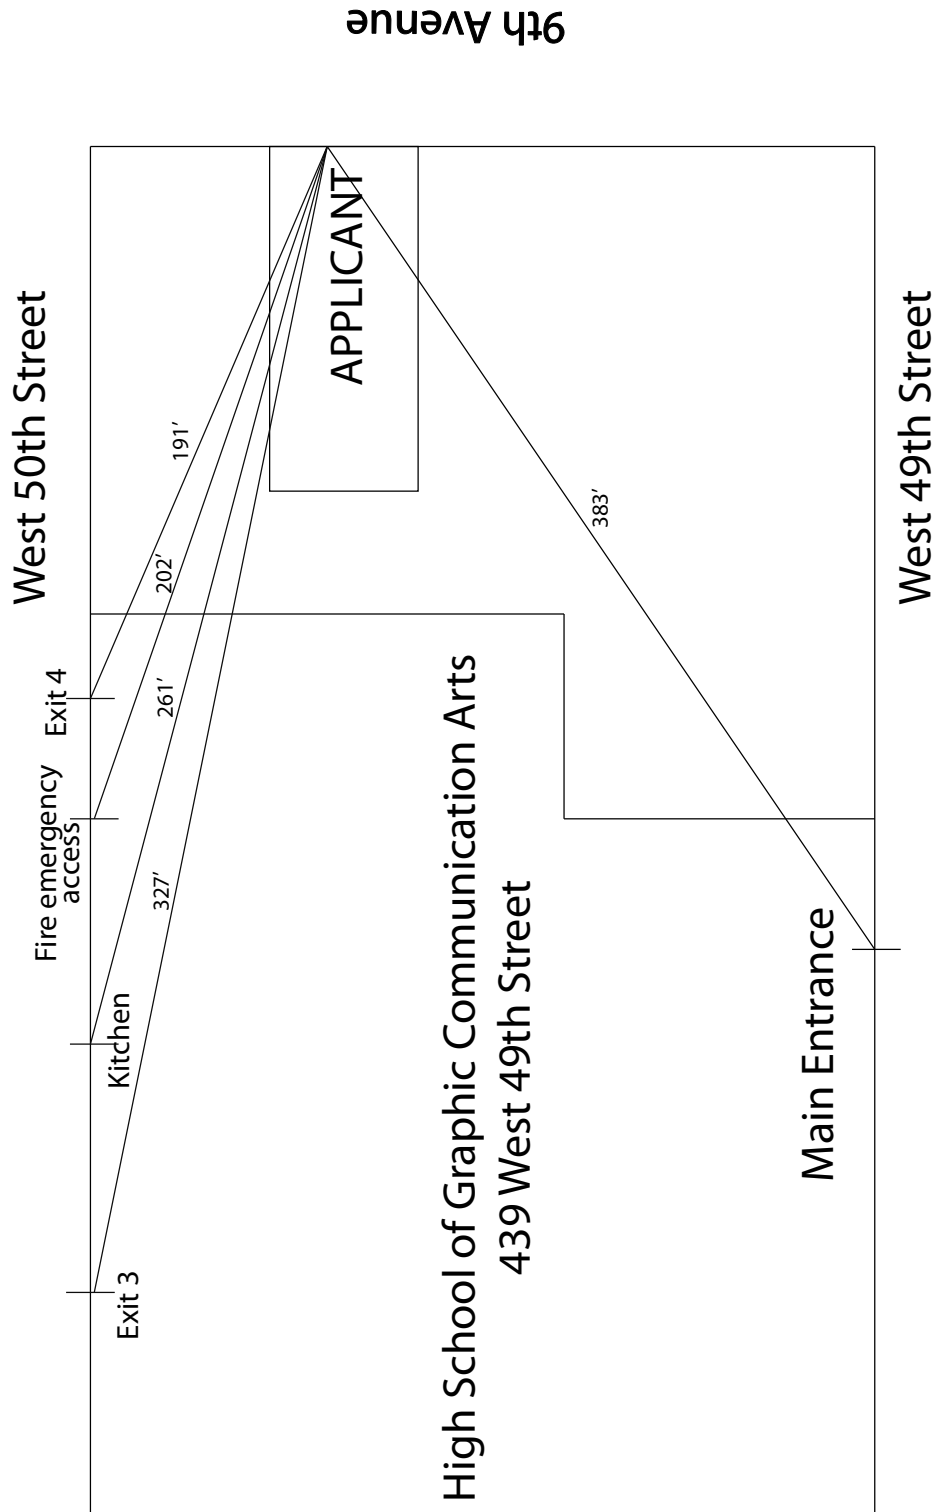 9th Avenue
West 50th Street
West 49th Street
APPLICANT
191’
202’
261’
327’
383’
Exit 4
Fire emergency
access
Kitchen
Exit 3
High School of Graphic Communication Arts
439 West 49th Street
Main Entrance